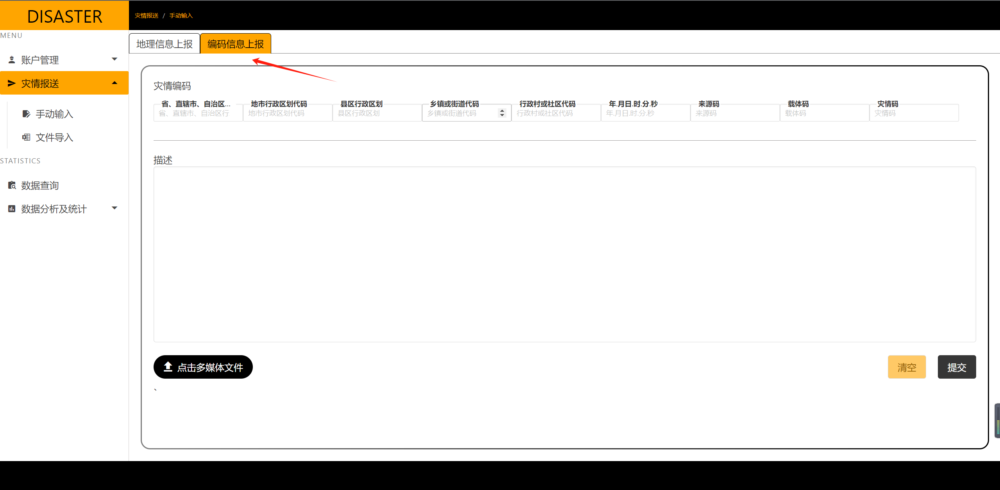 DISASTER
灾情报送 / 手动输入
MENU
账户管理
灾情报送
手动输入
文件导入
STATISTICS
数据查询
数据分析及统计
地理信息上报
编码信息上报
灾情编码
省、直辖市、自治区...
省、直辖市、自治区行
地市行政区划代码
地市行政区划代码
县区行政区划
县区行政区划
乡镇或街道代码
乡镇或街道代码
行政村或社区代码
行政村或社区代码
年.月日.时.分.秒
年.月日.时.分.秒
来源码
来源码
载体码
载体码
灾情码
灾情码
描述
点击多媒体文件
清空
提交
、